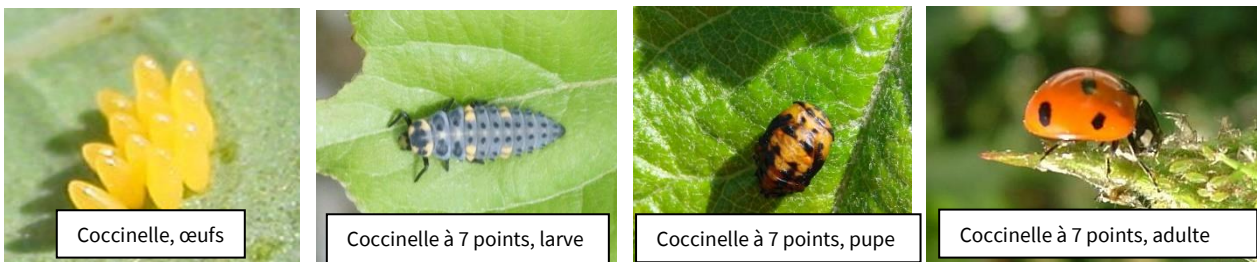 Coccinelle, œufs
Coccinelle à 7 points, larve
Coccinelle à 7 points, pupe
Coccinelle à 7 points, adulte